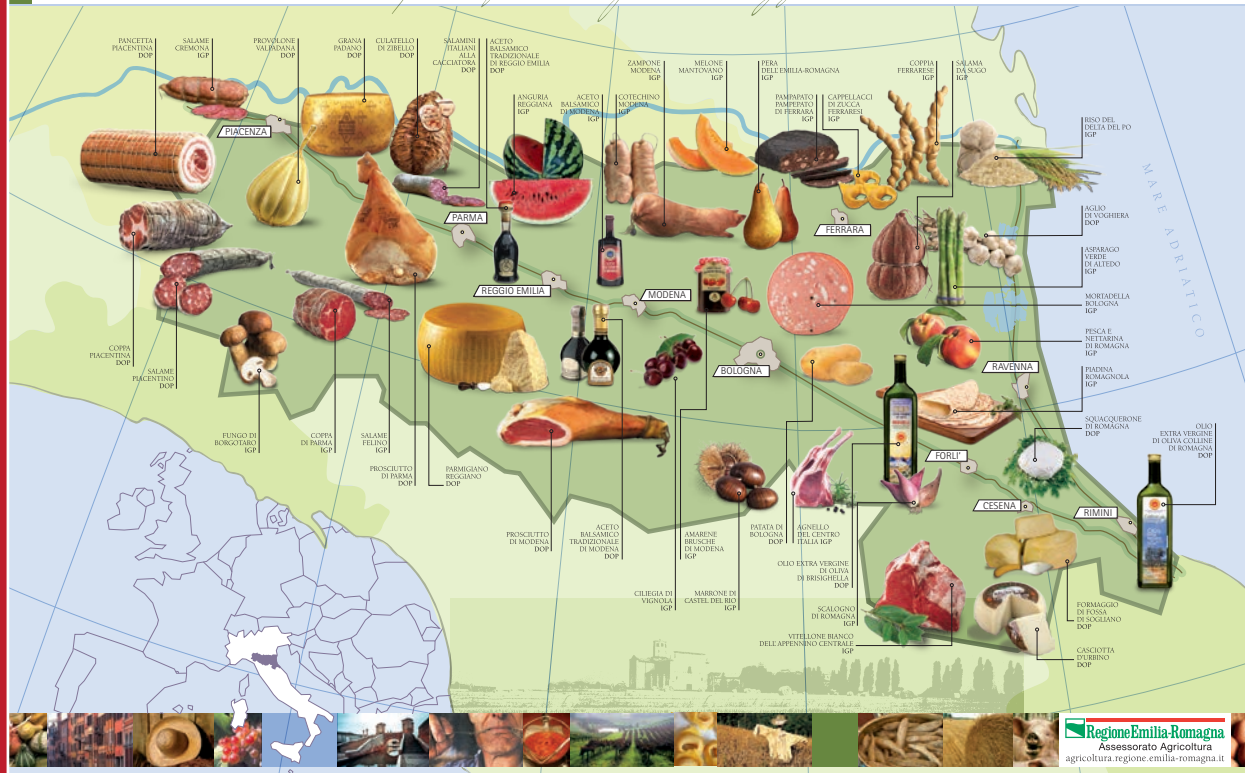 PANCETTA
PIACENTINA
DOP
SALAME
CREMONA
IGP
PROVOLONE
VALPADANA
DOP
GRANA
PADANO
DOP
CULATELLO
DI ZIBELLO
DOP
SALAMINI
ITALIANI
ALLA
CACCIATORA
DOP
ACETO
BALSAMICO
TRADIZIONALE
DI REGGIO EMILIA
DOP
ANGURIA
REGGIANA
IGP
ACETO
BALSAMICO
DI MODENA
IGP
COTECHINO
MODENA
IGP
ZAMPONE
MODENA
IGP
MELONE
MANTOVANO
IGP
PERA
DELL'EMILIA-ROMAGNA
IGP
PAMPAPATO
PAMPEPATO
DI FERRARA
IGP
CAPPELLACCI
DI ZUCCA
FERRARESI
IGP
COPPIA
FERRARESE
IGP
SALAMA
DA SUGO
IGP
RISO DEL
DELTA DEL PO
IGP
AGLIO
DI VOGHIERA
DOP
ASPARAGO
VERDE
DI ALTEDO
IGP
MORTADELLA
BOLOGNA
IGP
PESCA E
NETTARINA
DI ROMAGNA
IGP
PIADINA
ROMAGNOLA
IGP
SQUACQUERONE
DI ROMAGNA
DOP
OLIO
EXTRA VERGINE
DI OLIVA COLLINE
DI ROMAGNA
DOP
MARE ADRIATICO
PIACENZA
PARMA
REGGIO EMILIA
MODENA
BOLOGNA
FERRARA
RAVENNA
FORLI'
CESENA
RIMINI
COPPA
PIACENTINA
DOP
SALAME
PIACENTINO
DOP
FUNGO DI
BORGOTARO
IGP
COPPA
DI PARMA
IGP
SALAME
FELINO
IGP
PROSCIUTTO
DI PARMA
DOP
PARMIGIANO
REGGIANO
DOP
PROSCIUTTO
DI MODENA
DOP
ACETO
BALSAMICO
TRADIZIONALE
DI MODENA
DOP
CILIEGIA DI
VIGNOLA
IGP
AMARENE
BRUSCHE
DI MODENA
IGP
MARRONE DI
CASTEL DEL RIO
IGP
PATATA DI
BOLOGNA
DOP
AGNELLO
DEL CENTRO
ITALIA IGP
OLIO EXTRA VERGINE
DI OLIVA
DI BRISIGHELLA
DOP
SCALOGNO
DI ROMAGNA
IGP
VITELLONE BIANCO
DELL'APPENNINO CENTRALE
IGP
FORMAGGIO
DI FOSSA
DI SOGLIANO
DOP
CASCIOTTA
D'URBINO
DOP
RegioneEmilia-Romagna
Assessorato Agricoltura
agricoltura.regione.emilia-romagna.it